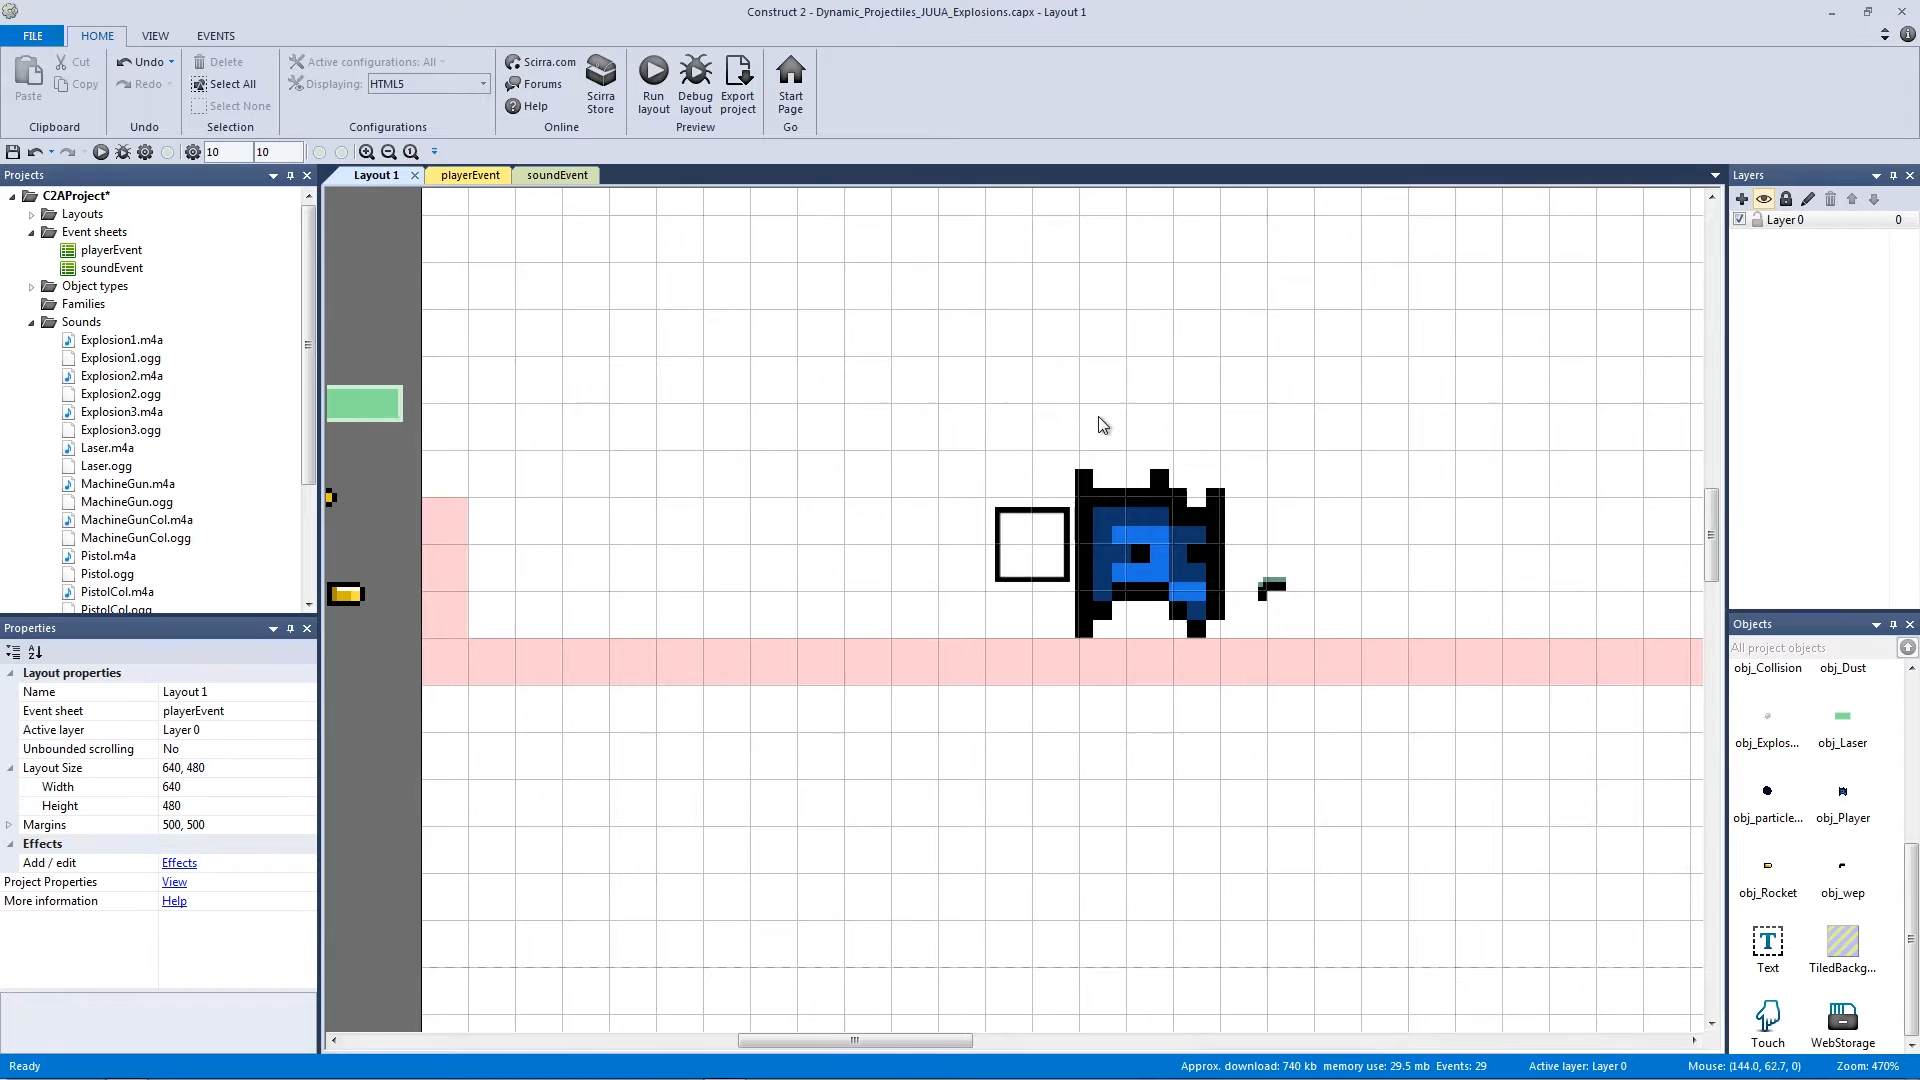 Construct 2 - Dynamic_Projectiles_JUUA_Explosions.capx - Layout 1
FILE HOME VIEW EVENTS
Paste
Cut
Copy
Clipboard
Undo
Redo
Undo
Delete
Select All
Select None
Selection
Active configurations: All
Displaying: HTML5
Configurations
Scirra.com
Forums
Help
Scirra Store
Online
Run layout
Debug layout
Export project
Preview
Start Page
Go
10 10
Projects
C2AProject*
Layouts
Event sheets
playerEvent
soundEvent
Object types
Families
Sounds
Explosion1.m4a
Explosion1.ogg
Explosion2.m4a
Explosion2.ogg
Explosion3.m4a
Explosion3.ogg
Laser.m4a
Laser.ogg
MachineGun.m4a
MachineGun.ogg
MachineGunCol.m4a
MachineGunCol.ogg
Pistol.m4a
Pistol.ogg
PistolCol.m4a
PistolCol.ogg
Properties
Layout properties
Name Layout 1
Event sheet playerEvent
Active layer Layer 0
Unbounded scrolling No
Layout Size 640, 480
Width 640
Height 480
Margins 500, 500
Effects
Add / edit Effects
Project Properties View
More information Help
Layout 1 playerEvent soundEvent
Layers
Layer 0 0
Objects
All project objects
obj_Collision obj_Dust
obj_Explos... obj_Laser
obj_particle... obj_Player
obj_Rocket obj_wep
T
Text TiledBackg...
Touch WebStorage
Ready
Approx. download: 740 kb memory use: 29.5 mb Events: 29
Active layer: Layer 0
Mouse: (144.0, 62.7, 0)
Zoom: 470%